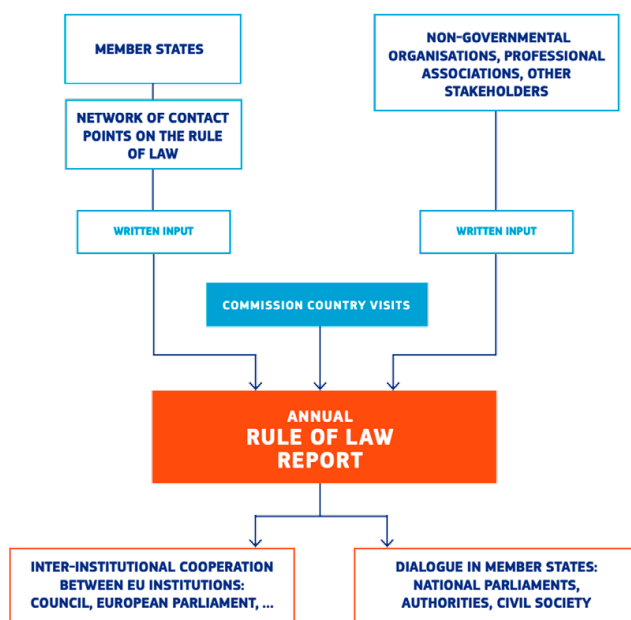 MEMBER STATES
NON-GOVERNMENTAL
ORGANISATIONS, PROFESSIONAL
ASSOCIATIONS, OTHER
STAKEHOLDERS
NETWORK OF CONTACT
POINTS ON THE RULE
OF LAW
WRITTEN INPUT
WRITTEN INPUT
COMMISSION COUNTRY VISITS
ANNUAL
RULE OF LAW
REPORT
INTER-INSTITUTIONAL COOPERATION
BETWEEN EU INSTITUTIONS:
COUNCIL, EUROPEAN PARLIAMENT, ...
DIALOGUE IN MEMBER STATES:
NATIONAL PARLIAMENTS,
AUTHORITIES, CIVIL SOCIETY